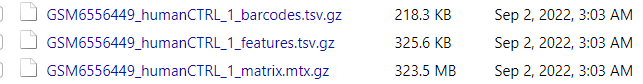 GSM6556449_humanCTRL_1_barcodes.tsv.gz 218.3 KB Sep 2, 2022, 3:03 AM
GSM6556449_humanCTRL_1_features.tsv.gz 325.6 KB Sep 2, 2022, 3:03 AM
GSM6556449_humanCTRL_1_matrix.mtx.gz 323.5 MB Sep 2, 2022, 3:03 AM